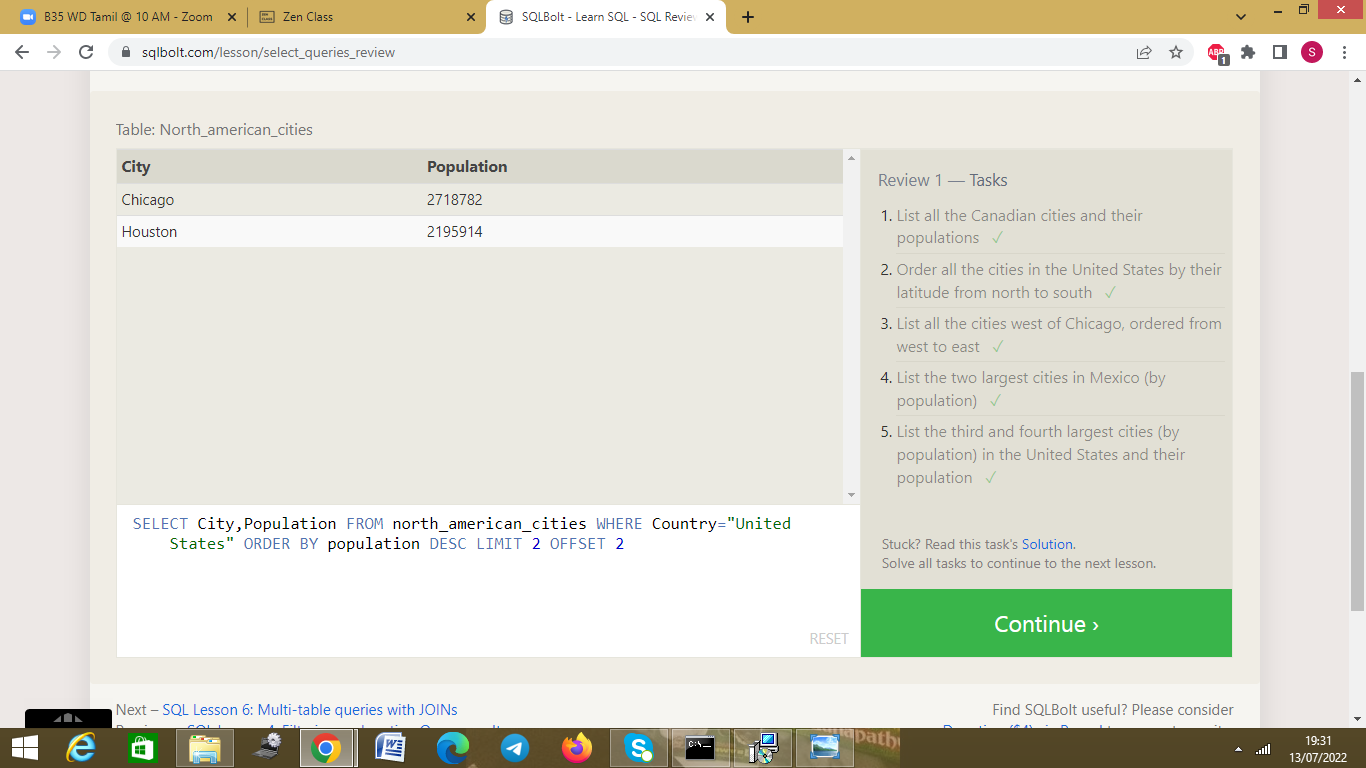 B35 WD Tamil @ 10 AM - Zoom
Zen Class
SQLBolt - Learn SQL - SQL Review
sqlbolt.com/lesson/select_queries_review
ABP
1
S
Table: North_american_cities
City Population
Chicago 2718782
Houston 2195914
Review 1 — Tasks
1. List all the Canadian cities and their
populations ✓
2. Order all the cities in the United States by their
latitude from north to south ✓
3. List all the cities west of Chicago, ordered from
west to east ✓
4. List the two largest cities in Mexico (by
population) ✓
5. List the third and fourth largest cities (by
population) in the United States and their
population ✓
Stuck? Read this task's Solution.
Solve all tasks to continue to the next lesson.
Continue ›
SELECT City,Population FROM north_american_cities WHERE Country="United
States" ORDER BY population DESC LIMIT 2 OFFSET 2
RESET
Next – SQL Lesson 6: Multi-table queries with JOINs
Find SQLBolt useful? Please consider
C:\
19:31
13/07/2022